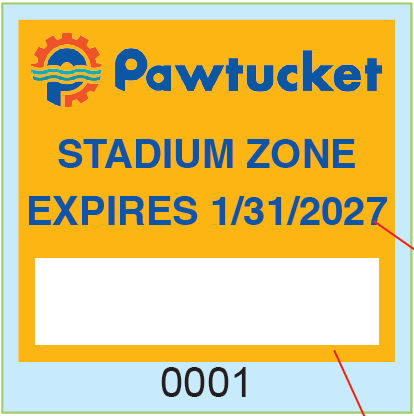 Pawtucket
STADIUM ZONE
EXPIRES 1/31/2027
0001